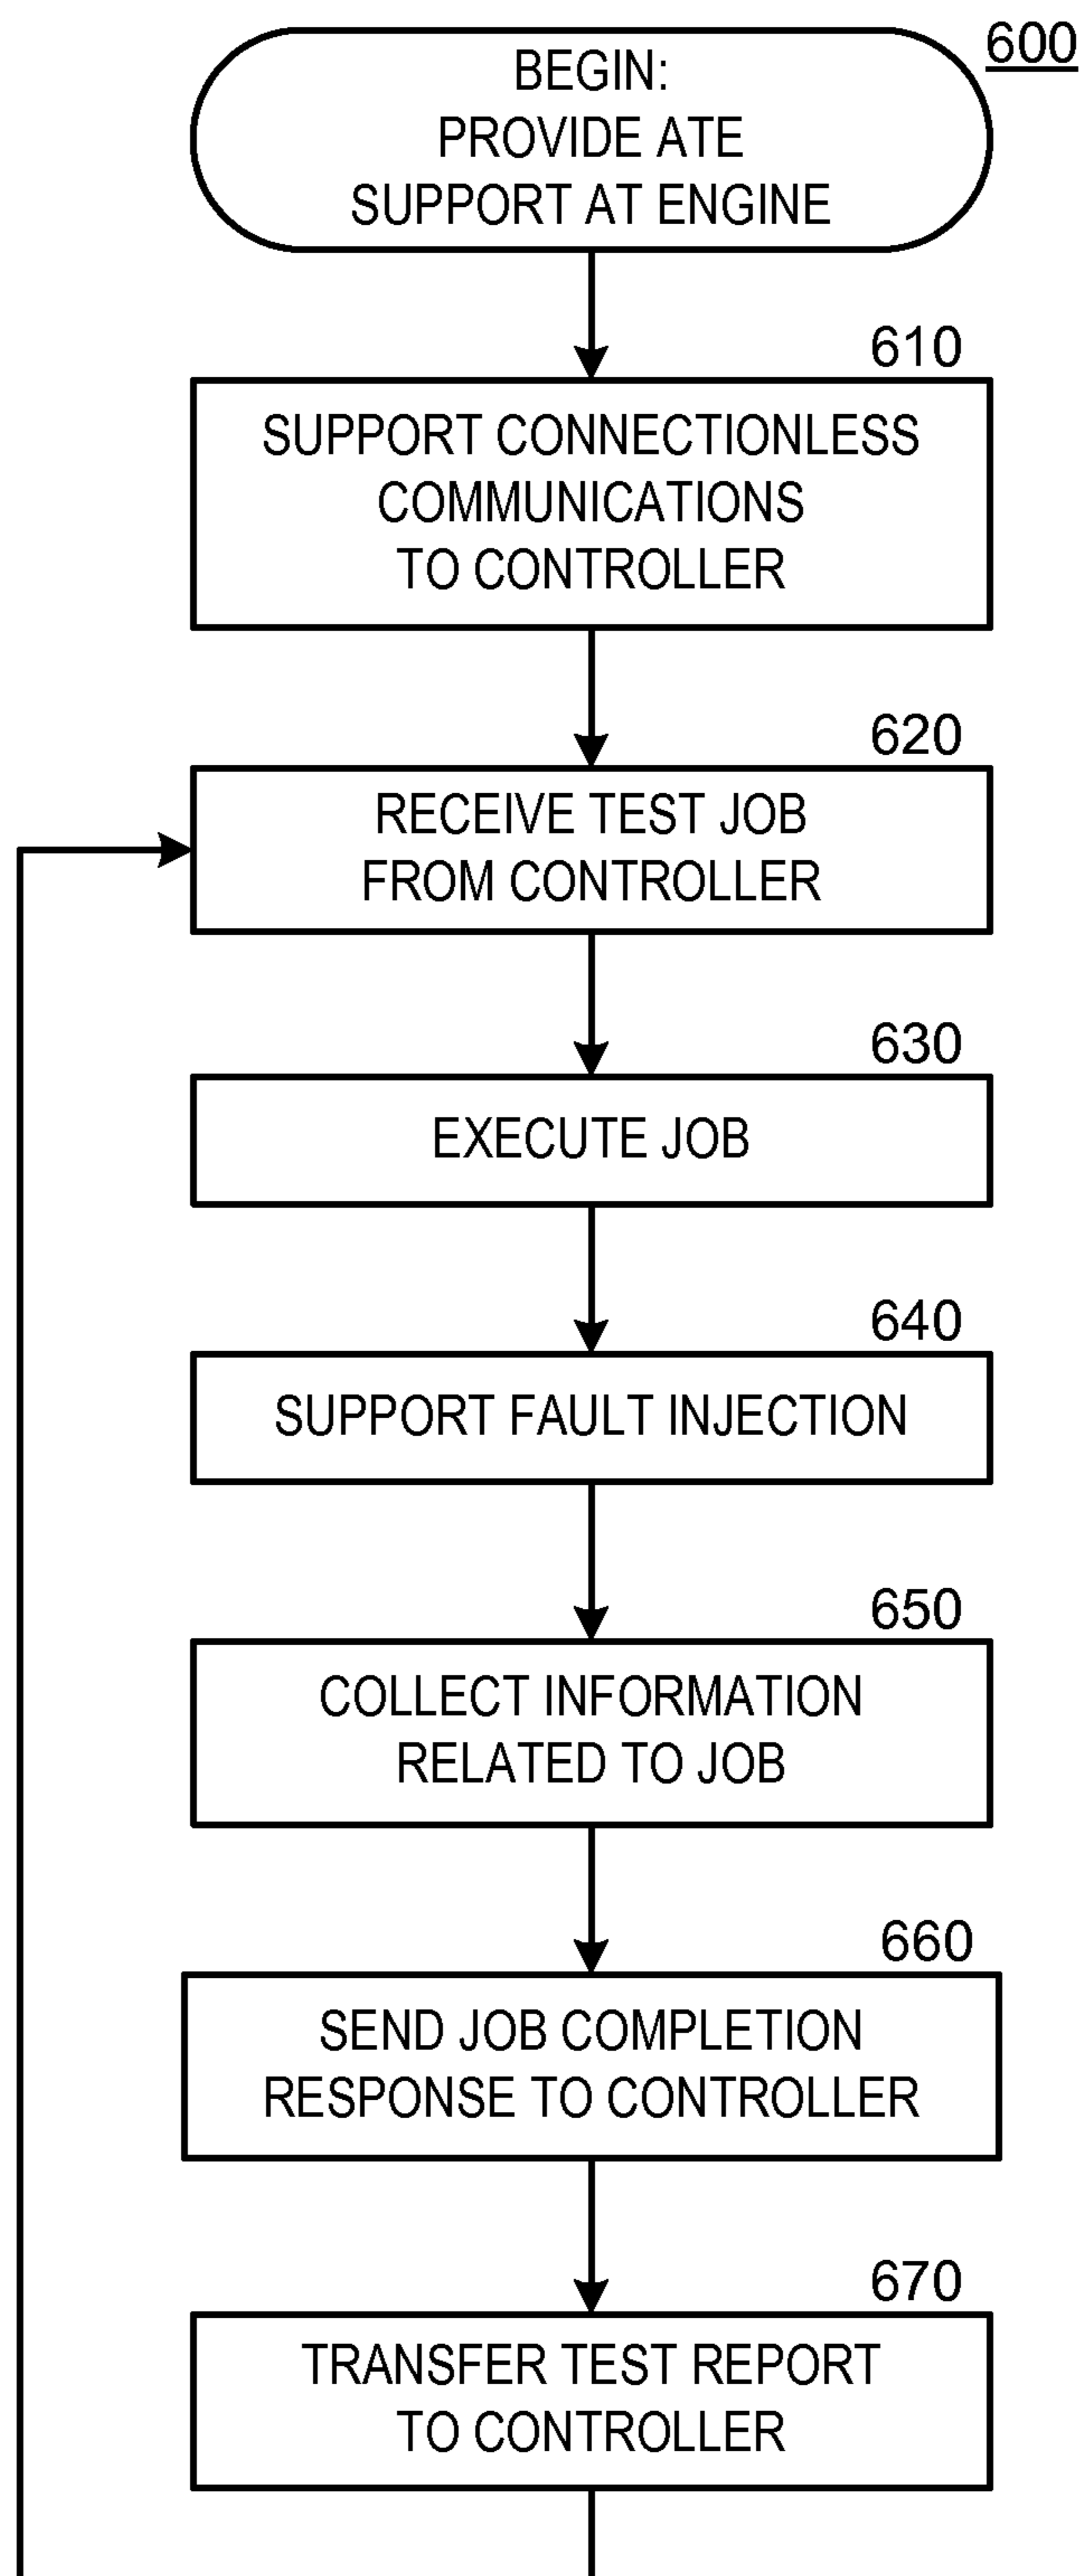 600
BEGIN:
PROVIDE ATE
SUPPORT AT ENGINE
610
SUPPORT CONNECTIONLESS
COMMUNICATIONS
TO CONTROLLER
620
RECEIVE TEST JOB
FROM CONTROLLER
630
EXECUTE JOB
640
SUPPORT FAULT INJECTION
650
COLLECT INFORMATION
RELATED TO JOB
660
SEND JOB COMPLETION
RESPONSE TO CONTROLLER
670
TRANSFER TEST REPORT
TO CONTROLLER